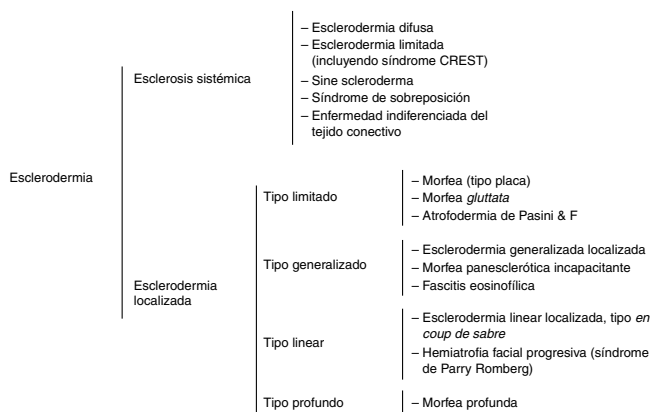 – Esclerodermia difusa
– Esclerodermia limitada
(incluyendo síndrome CREST)
Esclerosis sistémica
– Sine scleroderma
– Síndrome de sobreposición
– Enfermedad indiferenciada del
tejido conectivo
Esclerodermia
Tipo limitado
– Morfea (tipo placa)
– Morfea gluttata
– Atrofodermia de Pasini & F
Esclerodermia
localizada
Tipo generalizado
– Esclerodermia generalizada localizada
– Morfea panesclerótica incapacitante
– Fascitis eosinofílica
Tipo linear
– Esclerodermia linear localizada, tipo en
coup de sabre
– Hemiatrofia facial progresiva (síndrome
de Parry Romberg)
Tipo profundo
– Morfea profunda